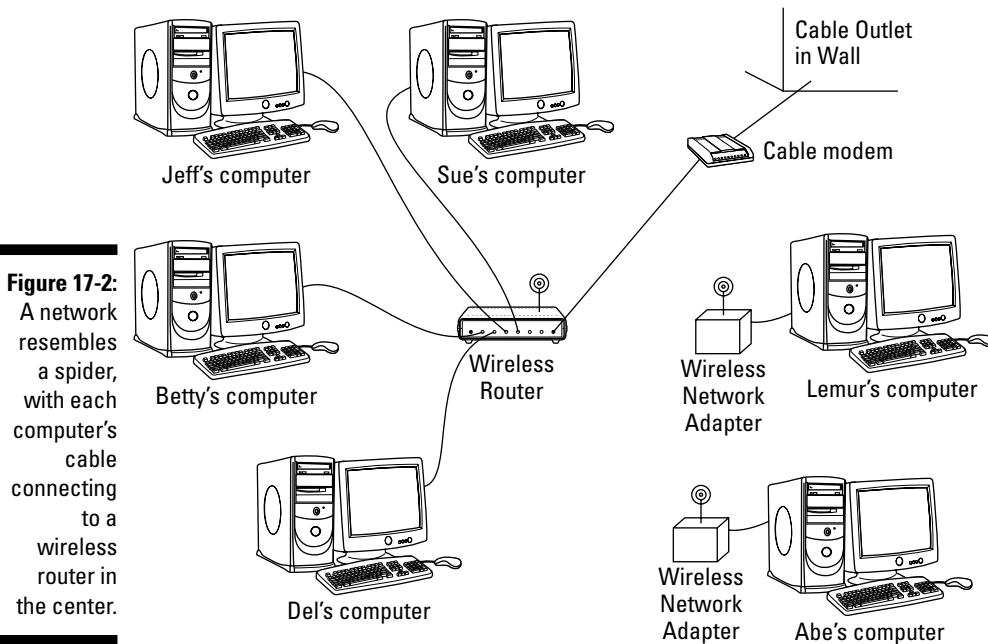 Cable Outlet
in Wall
Cable modem
Jeff's computer
Sue's computer
Figure 17-2:
A network
resembles
a spider,
with each
computer's
cable
connecting
to a
wireless
router in
the center.
Betty's computer
Wireless
Router
Wireless
Network
Adapter
Lemur's computer
Del's computer
Wireless
Network
Adapter
Abe's computer